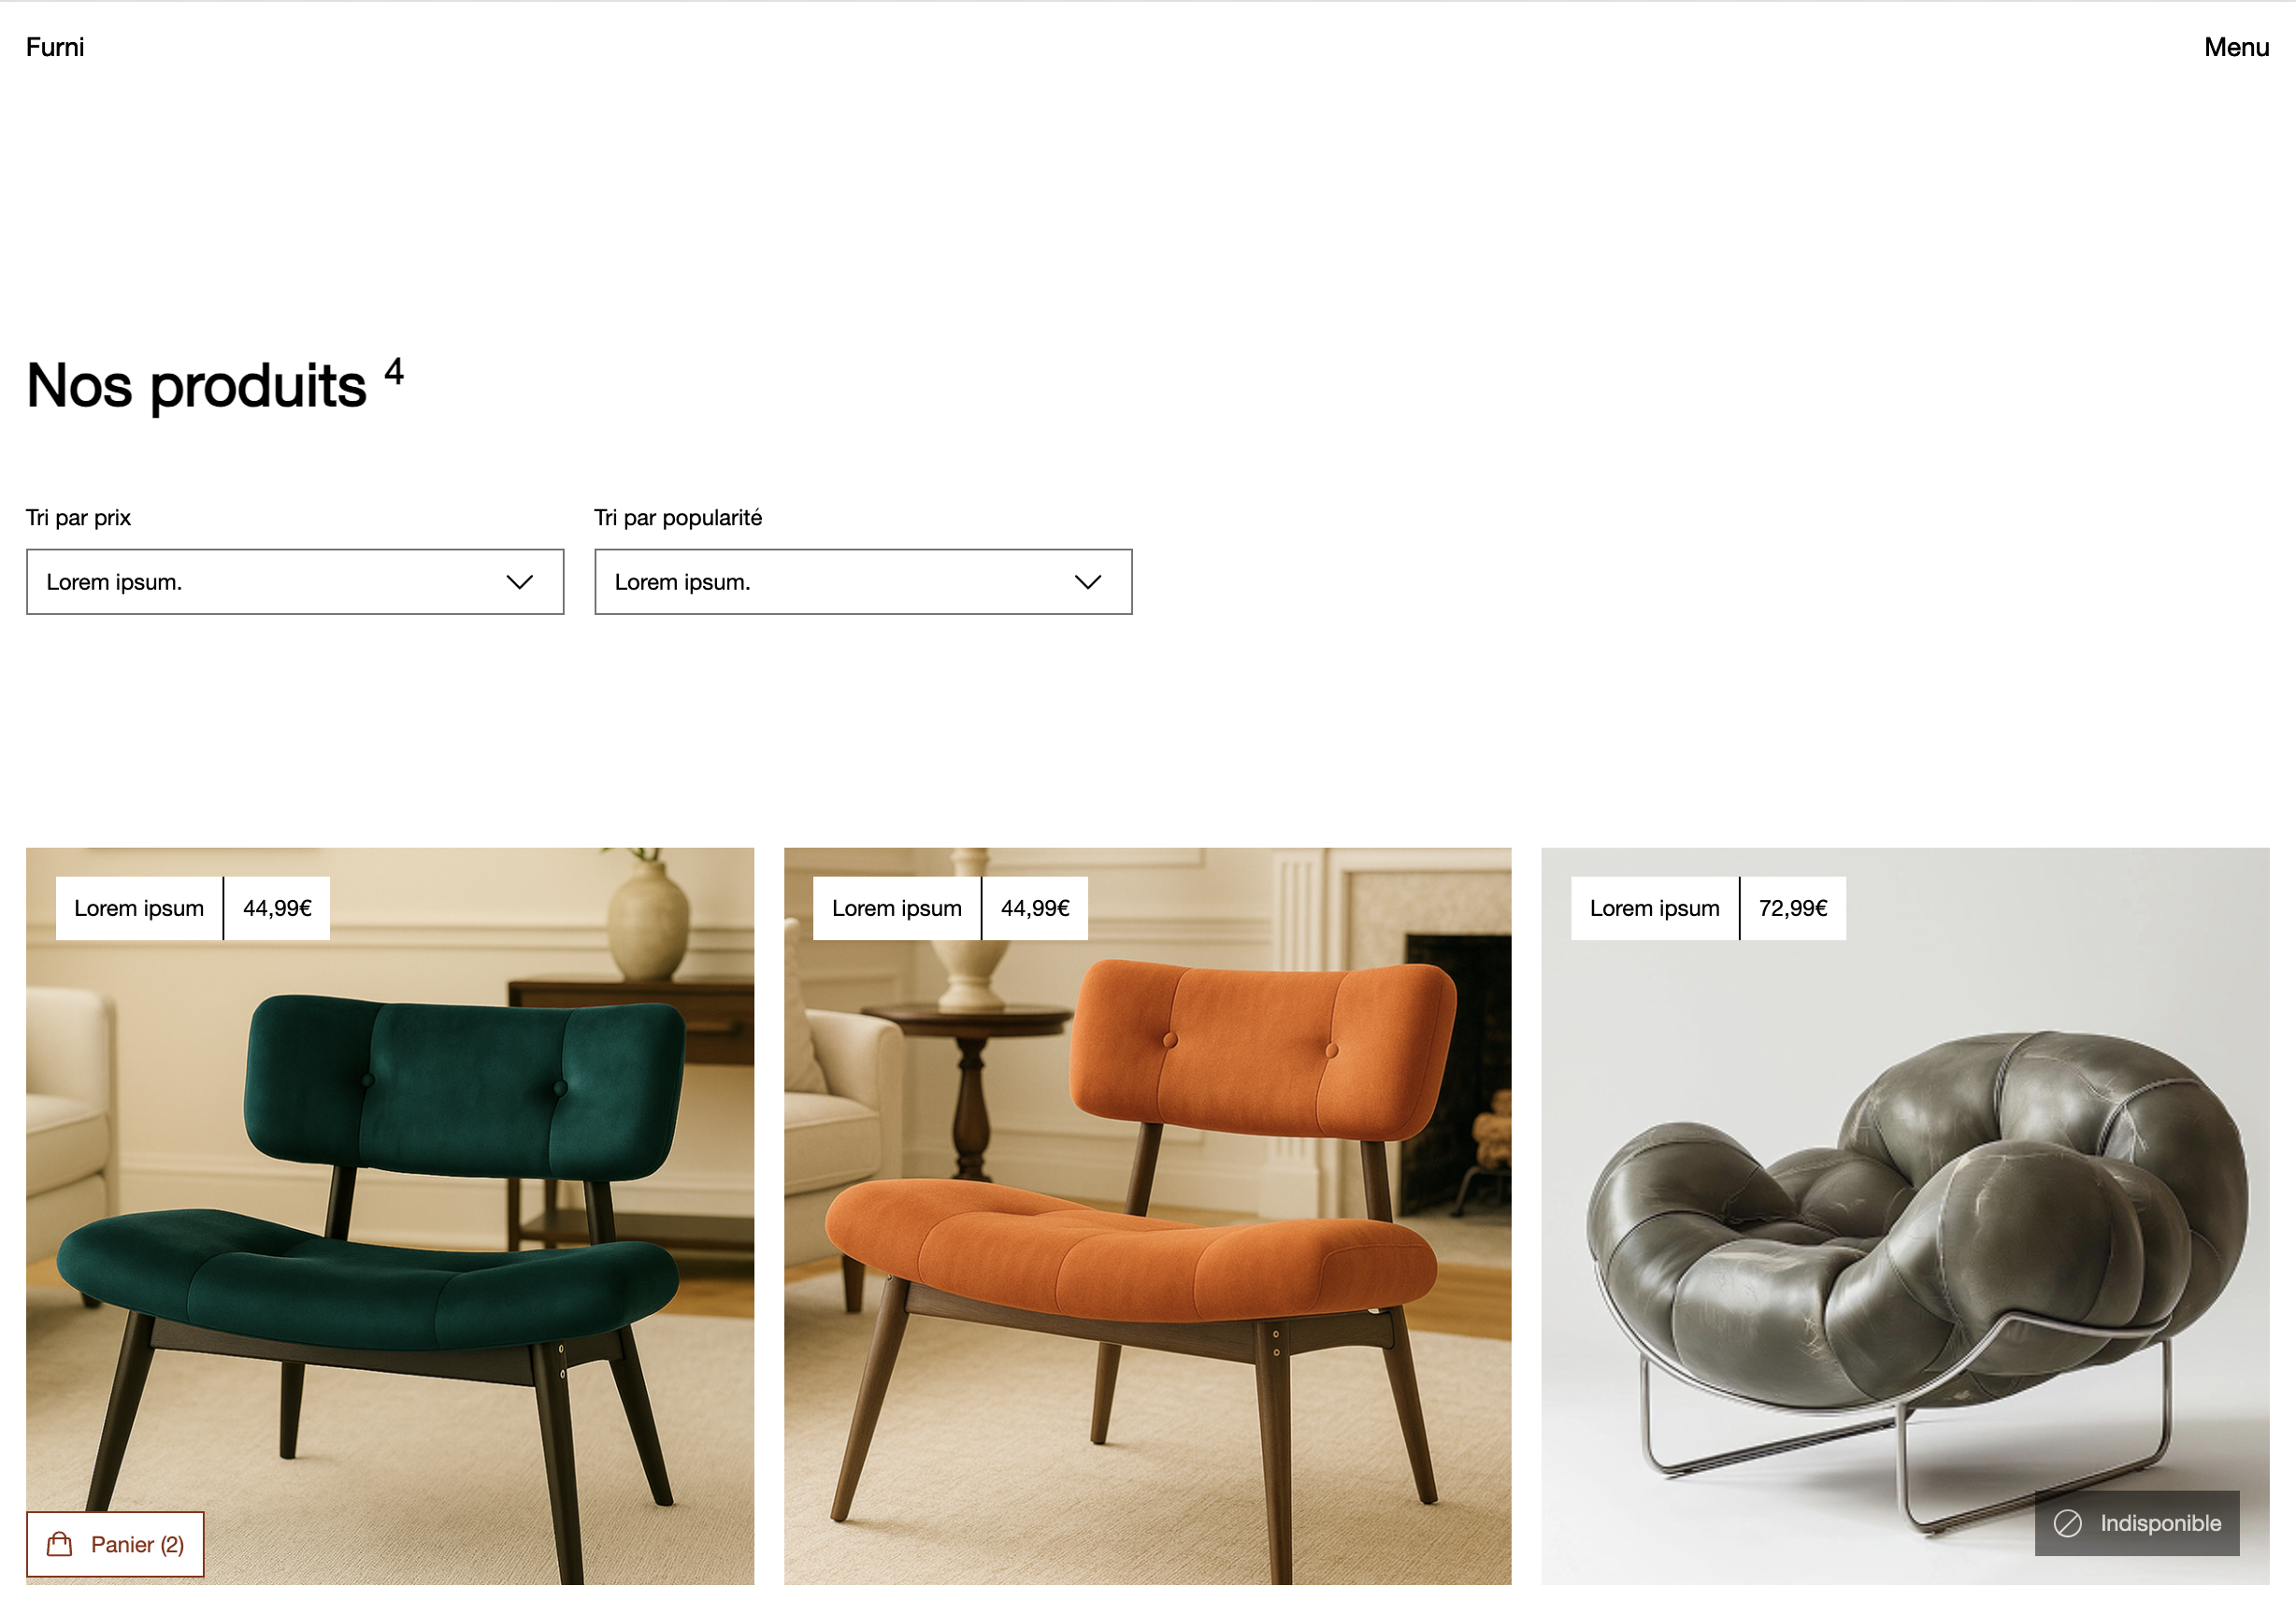 Furni
Menu
Nos produits 4
Tri par prix
Tri par popularité
Lorem ipsum.
Lorem ipsum.
Lorem ipsum 44,99€
Lorem ipsum 44,99€
Lorem ipsum 72,99€
Panier (2)
Indisponible